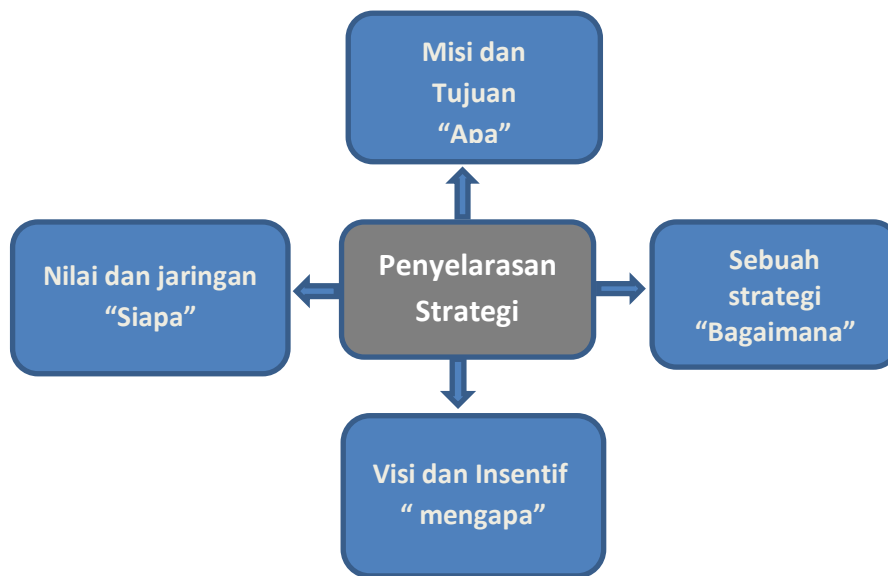 Misi dan
Tujuan
“Apa”
Nilai dan jaringan
“Siapa”
Penyelarasan
Strategi
Sebuah
strategi
“Bagaimana”
Visi dan Insentif
“ mengapa”